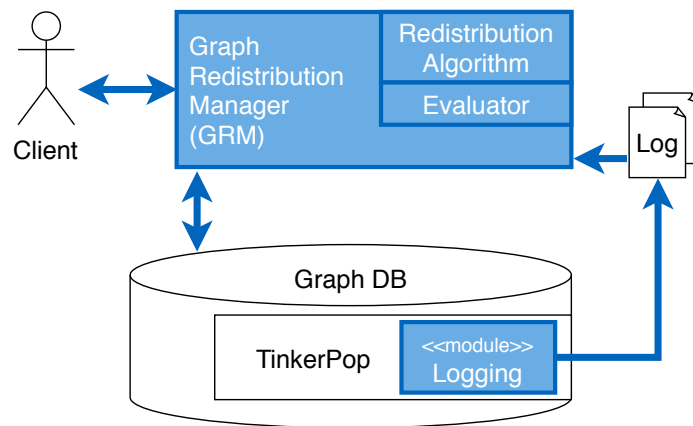 Graph
Redistribution
Manager
(GRM)
Redistribution
Algorithm
Evaluator
Client
Log
Graph DB
TinkerPop
<<module>>
Logging